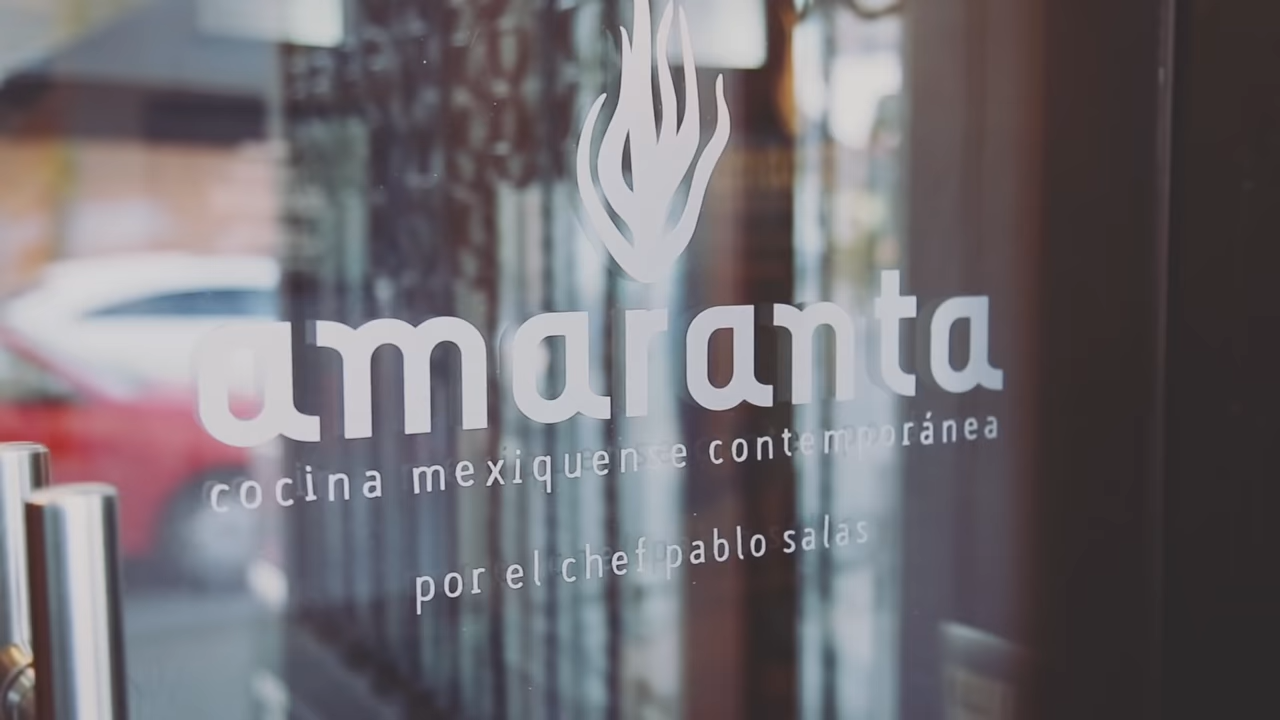 amaranta
cocina mexiquense contemporánea
por el chef pablo salas